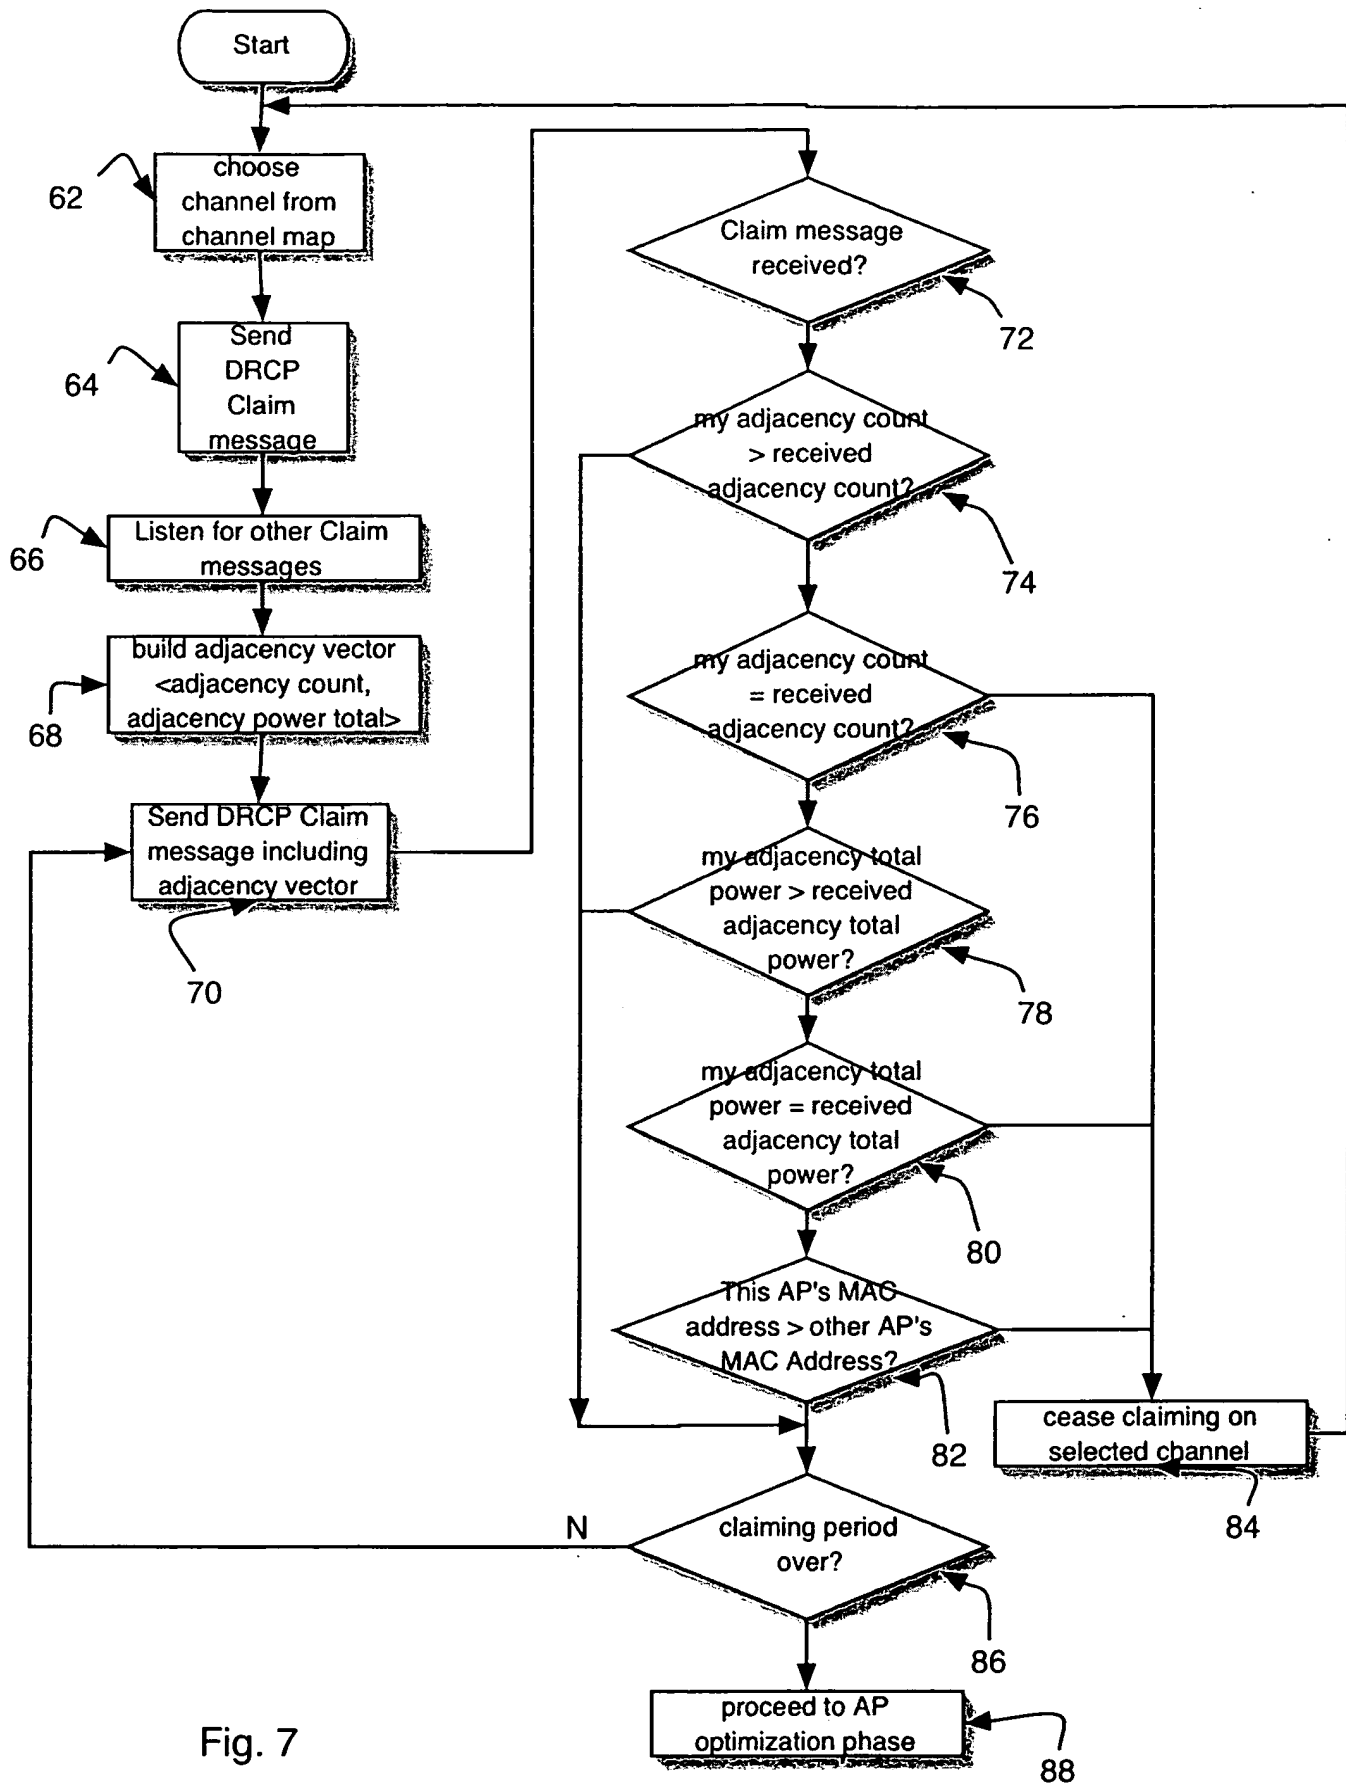 Start
choose
channel from
channel map
62
Send
DRCP
Claim
message
64
Listen for other Claim
messages
66
build adjacency vector
<adjacency count,
adjacency power total>
68
Send DRCP Claim
message including
adjacency vector
70
Claim message
received?
72
my adjacency count
> received
adjacency count?
74
my adjacency count
= received
adjacency count?
76
my adjacency total
power > received
adjacency total
power?
78
my adjacency total
power = received
adjacency total
power?
80
This AP's MAC
address > other AP's
MAC Address?
82
cease claiming on
selected channel
84
N
claiming period
over?
86
proceed to AP
optimization phase
88
Fig. 7